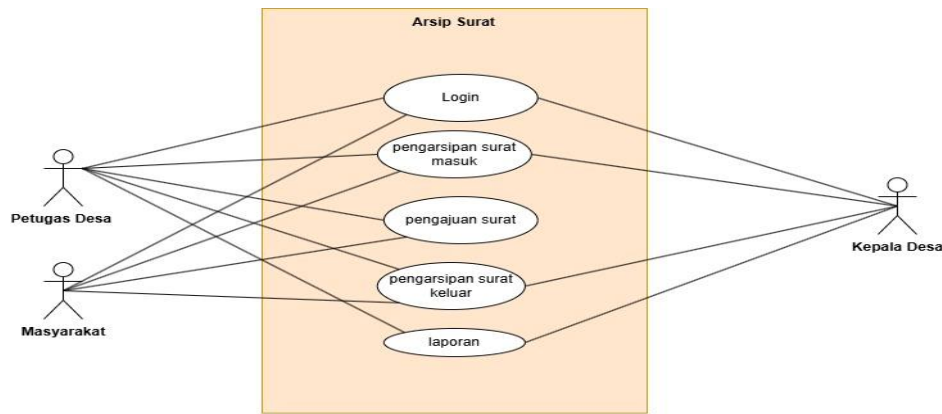 Arsip Surat
Login
pengarsipan surat
masuk
Petugas Desa
pengajuan surat
Kepala Desa
pengarsipan surat
keluar
Masyarakat
laporan